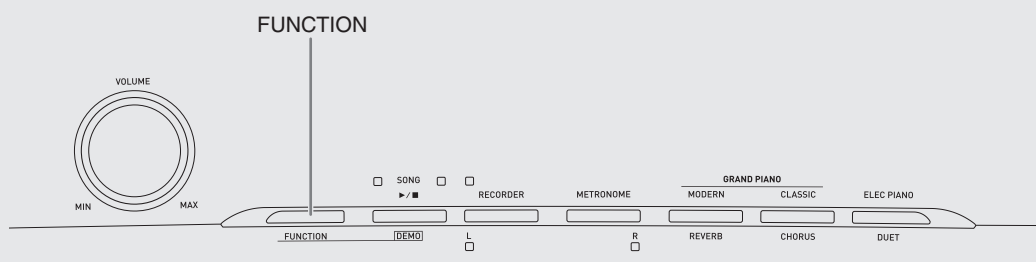 FUNCTION
VOLUME
MIN MAX
SONG
►/■ RECORDER METRONOME
GRAND PIANO
MODERN CLASSIC ELEC PIANO
FUNCTION DEMO L R REVERB CHORUS DUET